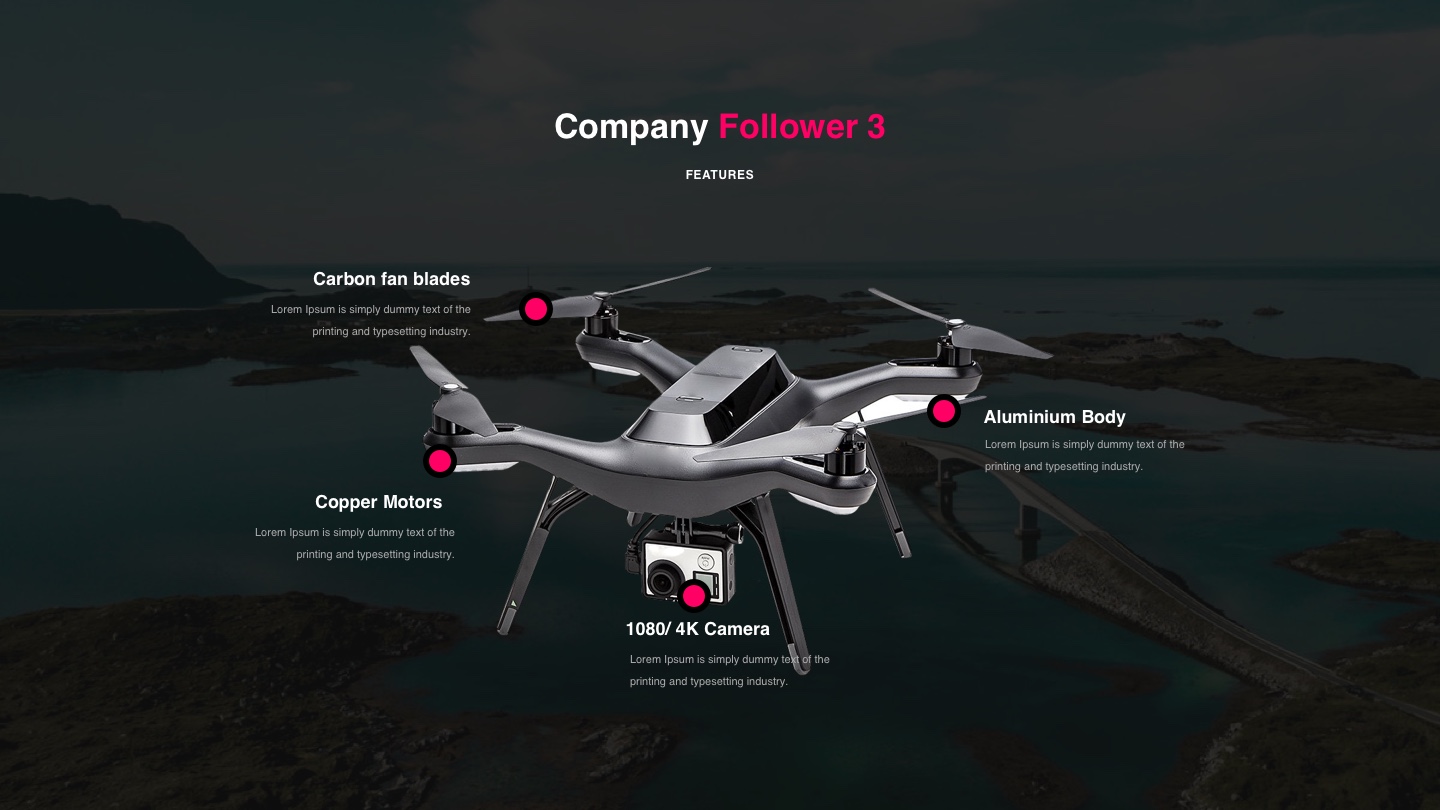 Company Follower 3
FEATURES
Carbon fan blades
Lorem Ipsum is simply dummy text of the
printing and typesetting industry.
Aluminium Body
Lorem Ipsum is simply dummy text of the
printing and typesetting industry.
Copper Motors
Lorem Ipsum is simply dummy text of the
printing and typesetting industry.
1080/ 4K Camera
Lorem Ipsum is simply dummy text of the
printing and typesetting industry.